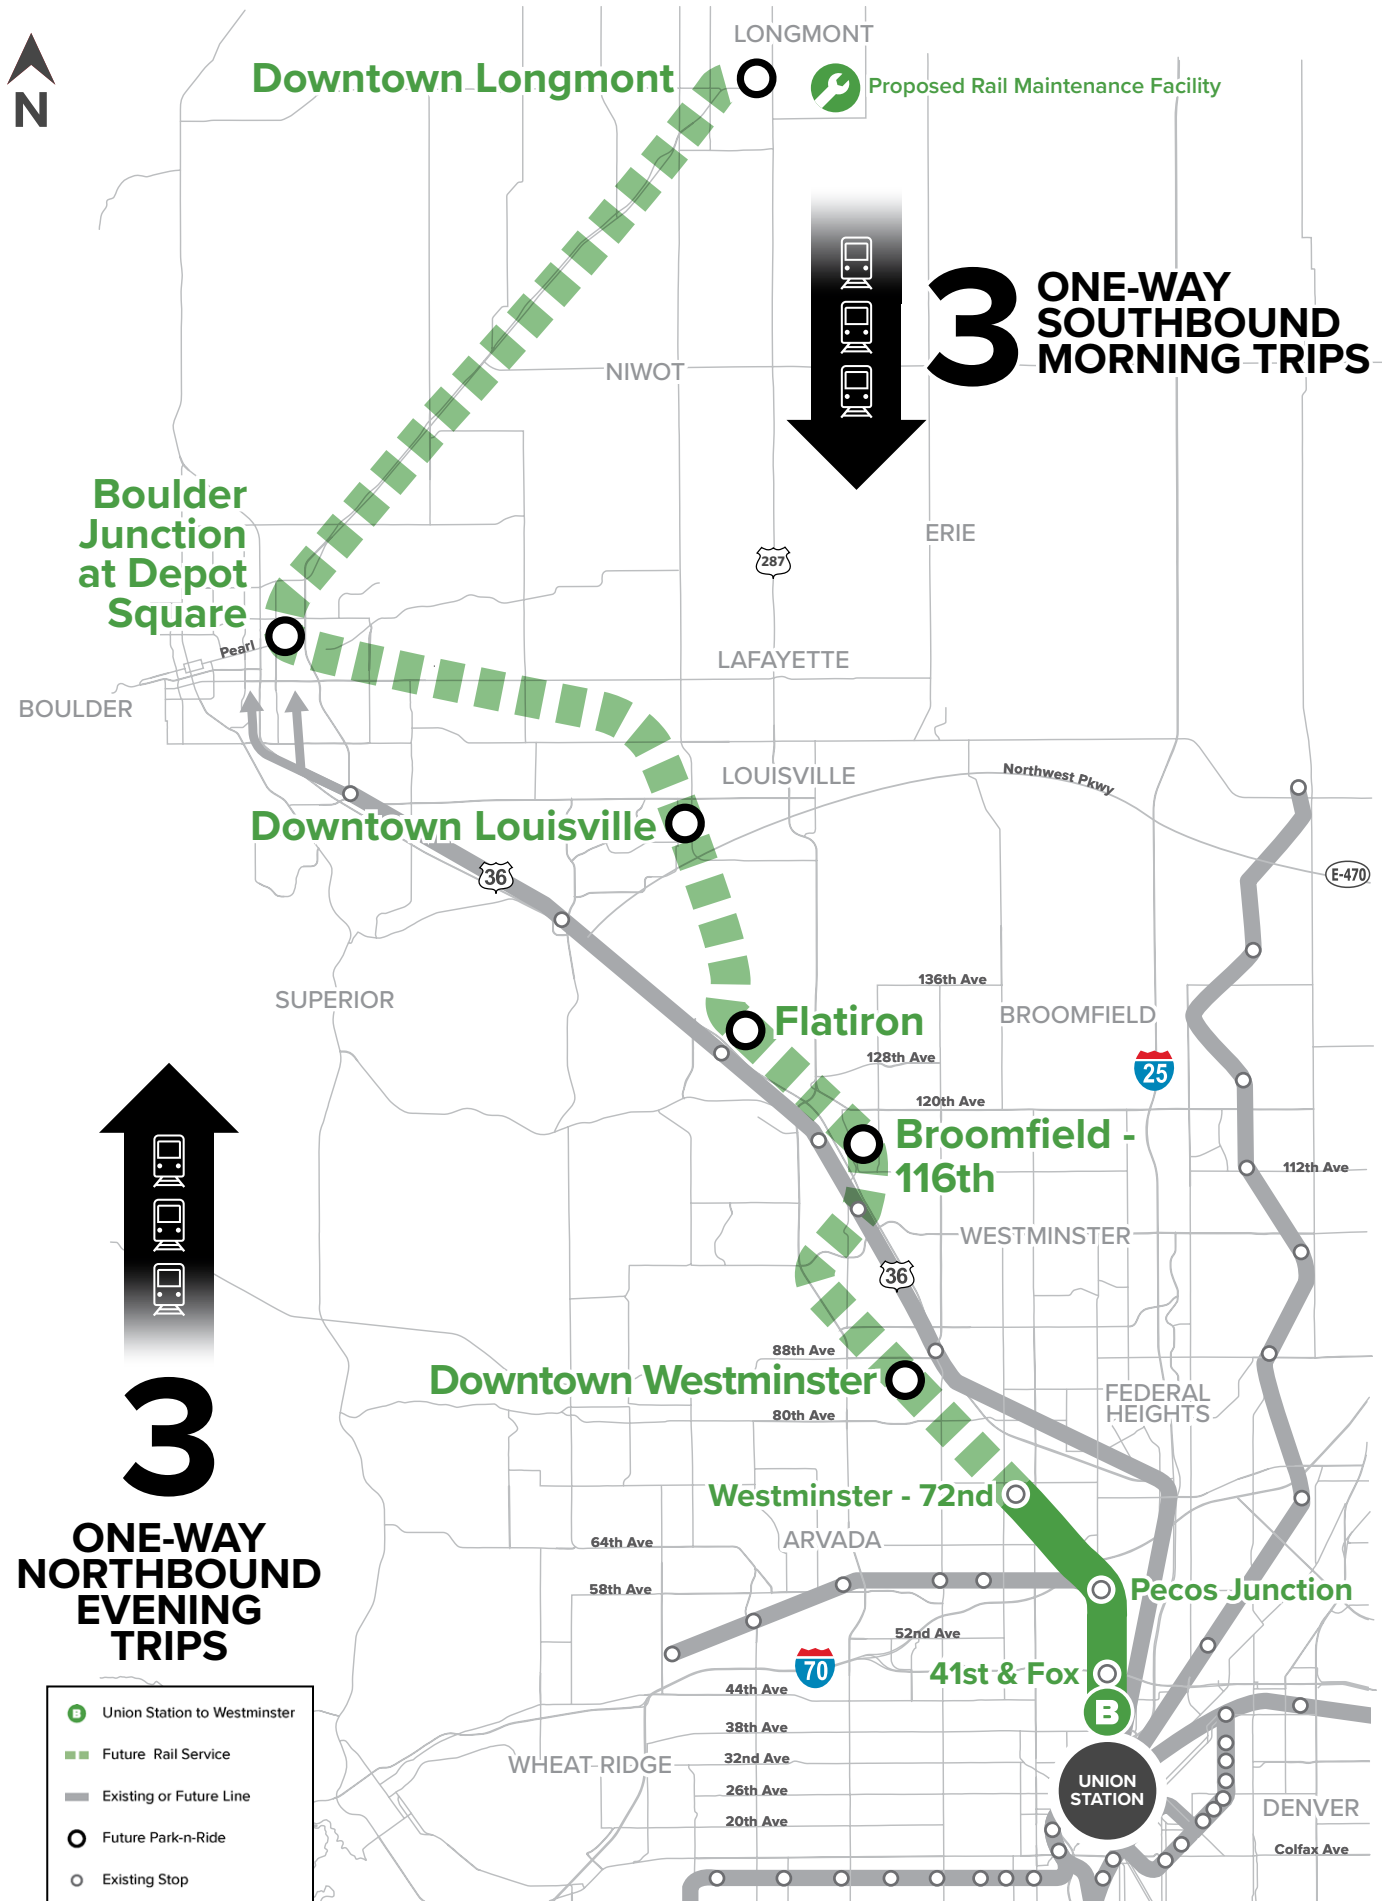 LONGMONT
Downtown Longmont
Proposed Rail Maintenance Facility
N
3
ONE-WAY
SOUTHBOUND
MORNING TRIPS
NIWOT
Boulder
Junction
at Depot
Square
ERIE
287
Pearl
LAFAYETTE
BOULDER
LOUISVILLE
Northwest Pkwy
Downtown Louisville
36
E-470
136th Ave
SUPERIOR
BROOMFIELD
Flatiron
128th Ave
25
120th Ave
Broomfield -
116th
112th Ave
WESTMINSTER
36
88th Ave
Downtown Westminster
FEDERAL
HEIGHTS
80th Ave
3
ONE-WAY
NORTHBOUND
EVENING
TRIPS
Westminster - 72nd
64th Ave
ARVADA
58th Ave
Pecos Junction
52nd Ave
70
41st & Fox
44th Ave
B
38th Ave
32nd Ave
WHEAT RIDGE
26th Ave
UNION
STATION
20th Ave
DENVER
Colfax Ave
B Union Station to Westminster
Future Rail Service
Existing or Future Line
Future Park-n-Ride
Existing Stop